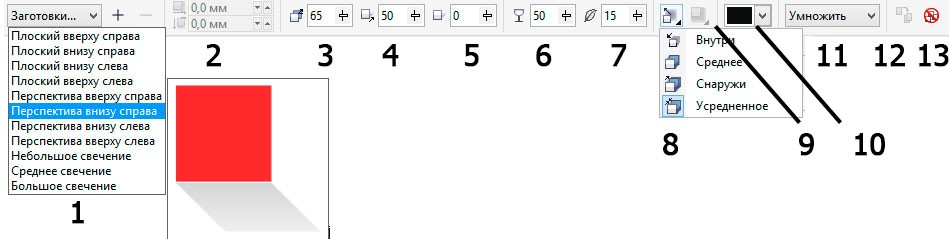 Заготовки... + − 0,0 мм 65 50 0 50 15 Умножить
0,0 мм
Плоский вверху справа
Плоский внизу справа
Плоский внизу слева
Плоский вверху слева
Перспектива вверху справа
Перспектива внизу справа
Перспектива внизу слева
Перспектива вверху слева
Небольшое свечение
Среднее свечение
Большое свечение
Внутри
Среднее
Снаружи
Усредненное
2 3 4 5 6 7 11 12 13
1 8 9 10